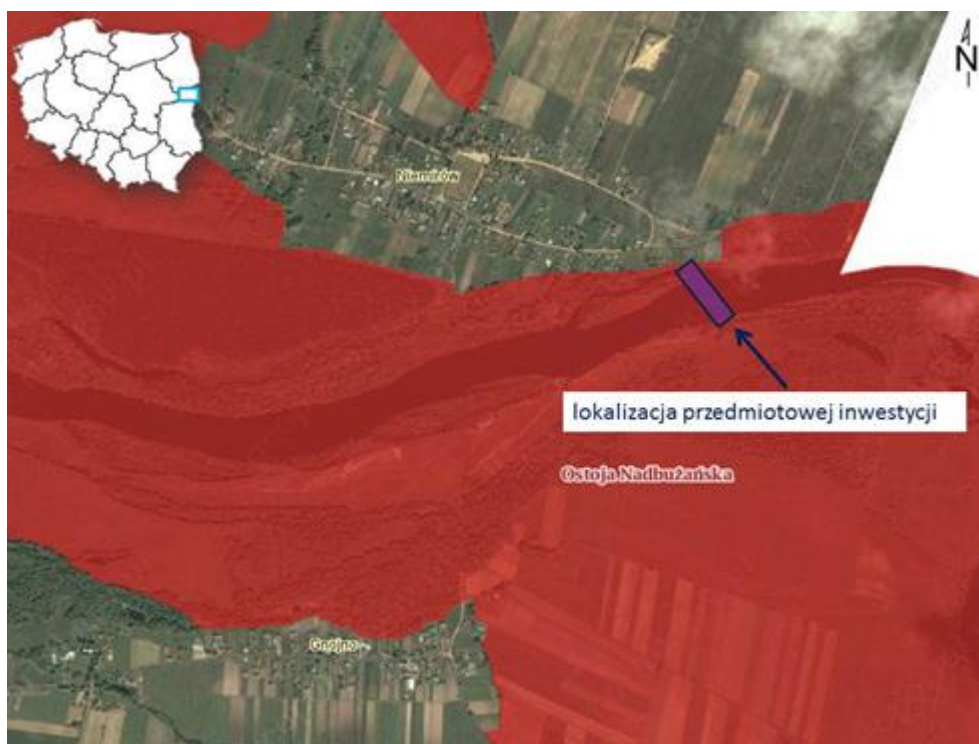 N
Niemirów
lokalizacja przedmiotowej inwestycji
Ostoja Nadbużańska
Gnojno